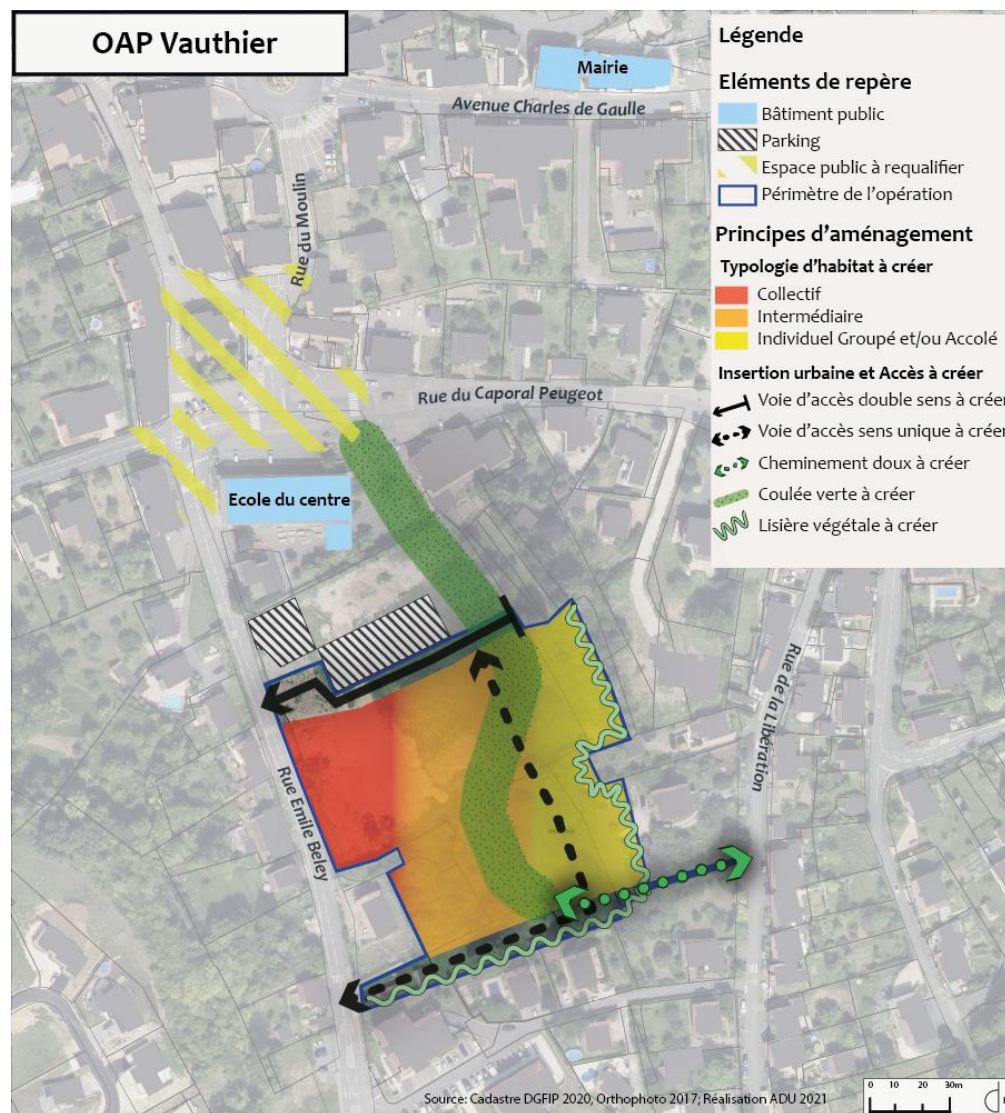 OAP Vauthier
Mairie
Avenue Charles de Gaulle
Rue du Moulin
Rue du Caporal Peugeot
Ecole du centre
Rue de la Libération
Rue Emile Beley
Légende
Eléments de repère
Bâtiment public
Parking
Espace public à requalifier
Périmètre de l'opération
Principes d'aménagement
Typologie d'habitat à créer
Collectif
Intermédiaire
Individuel Groupé et/ou Accolé
Insertion urbaine et Accès à créer
Voie d'accès double sens à créer
Voie d'accès sens unique à créer
Cheminement doux à créer
Coulée verte à créer
Lisière végétale à créer
Source: Cadastre DGFIP 2020, Orthophoto 2017; Réalisation ADU 2021
0 10 20 30m